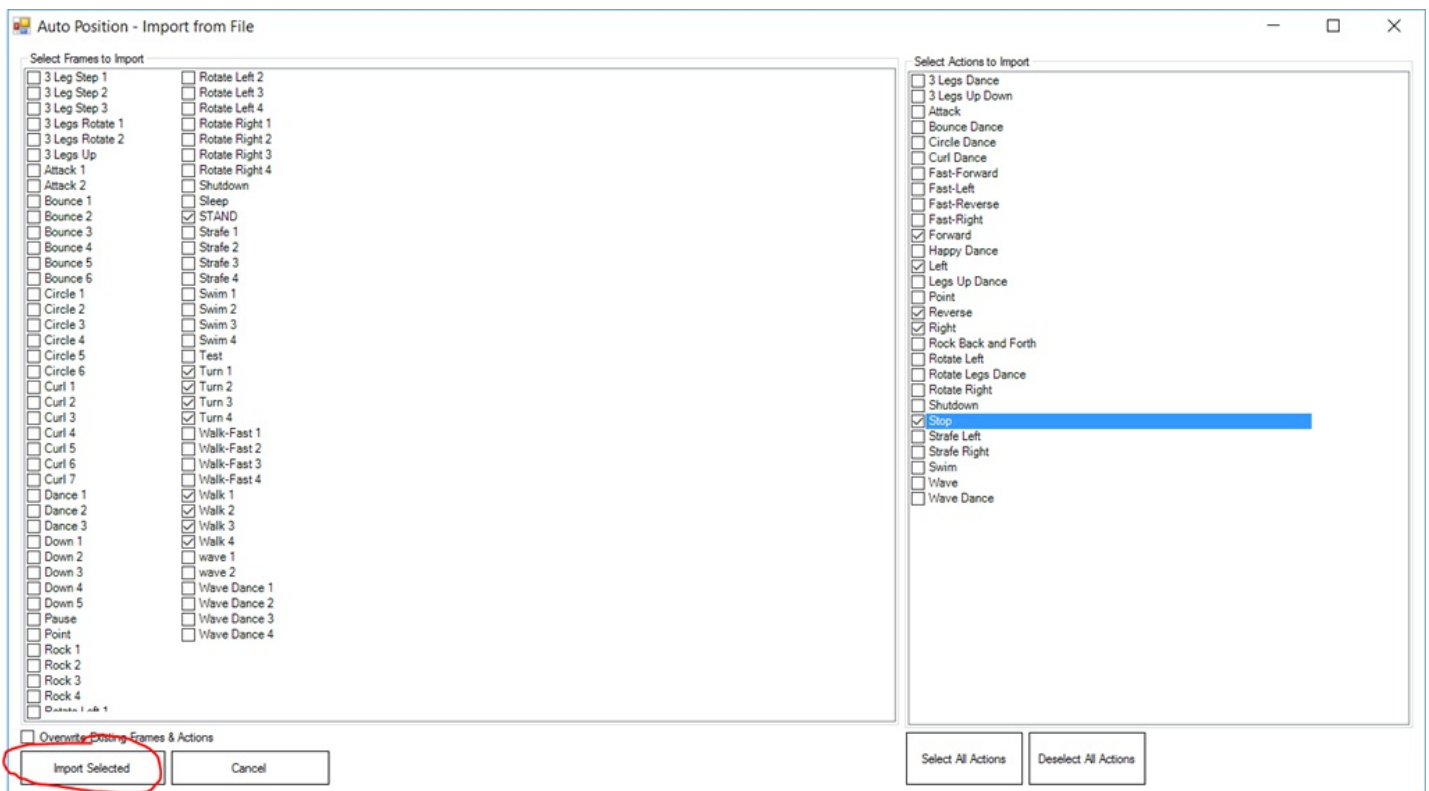 Auto Position - Import from File
Select Frames to Import
3 Leg Step 1
3 Leg Step 2
3 Leg Step 3
3 Legs Rotate 1
3 Legs Rotate 2
3 Legs Up
Attack 1
Attack 2
Bounce 1
Bounce 2
Bounce 3
Bounce 4
Bounce 5
Bounce 6
Circle 1
Circle 2
Circle 3
Circle 4
Circle 5
Circle 6
Curl 1
Curl 2
Curl 3
Curl 4
Curl 5
Curl 6
Curl 7
Dance 1
Dance 2
Dance 3
Down 1
Down 2
Down 3
Down 4
Down 5
Pause
Point
Rock 1
Rock 2
Rock 3
Rock 4
Rotate Left 1
Rotate Left 2
Rotate Left 3
Rotate Left 4
Rotate Right 1
Rotate Right 2
Rotate Right 3
Rotate Right 4
Shutdown
Sleep
STAND
Strafe 1
Strafe 2
Strafe 3
Strafe 4
Swim 1
Swim 2
Swim 3
Swim 4
Test
Turn 1
Turn 2
Turn 3
Turn 4
Walk-Fast 1
Walk-Fast 2
Walk-Fast 3
Walk-Fast 4
Walk 1
Walk 2
Walk 3
Walk 4
wave 1
wave 2
Wave Dance 1
Wave Dance 2
Wave Dance 3
Wave Dance 4
Overwrite Existing Frames & Actions
Import Selected
Cancel
Select Actions to Import
3 Legs Dance
3 Legs Up Down
Attack
Bounce Dance
Circle Dance
Curl Dance
Fast-Forward
Fast-Left
Fast-Reverse
Fast-Right
Forward
Happy Dance
Left
Legs Up Dance
Point
Reverse
Right
Rock Back and Forth
Rotate Left
Rotate Legs Dance
Rotate Right
Shutdown
Stop
Strafe Left
Strafe Right
Swim
Wave
Wave Dance
Select All Actions
Deselect All Actions